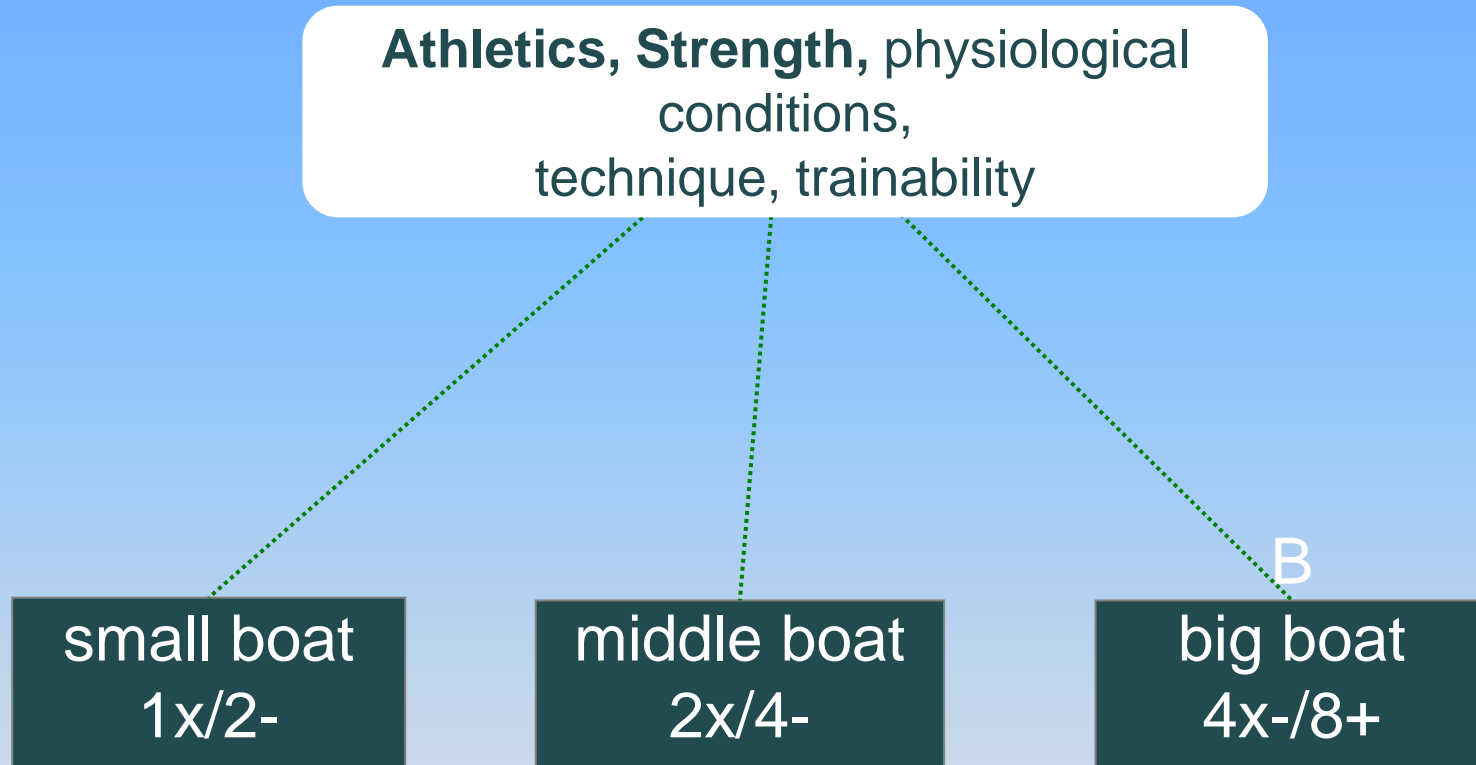 Athletics, Strength, physiological
conditions,
technique, trainability
B
small boat
1x/2-
middle boat
2x/4-
big boat
4x-/8+